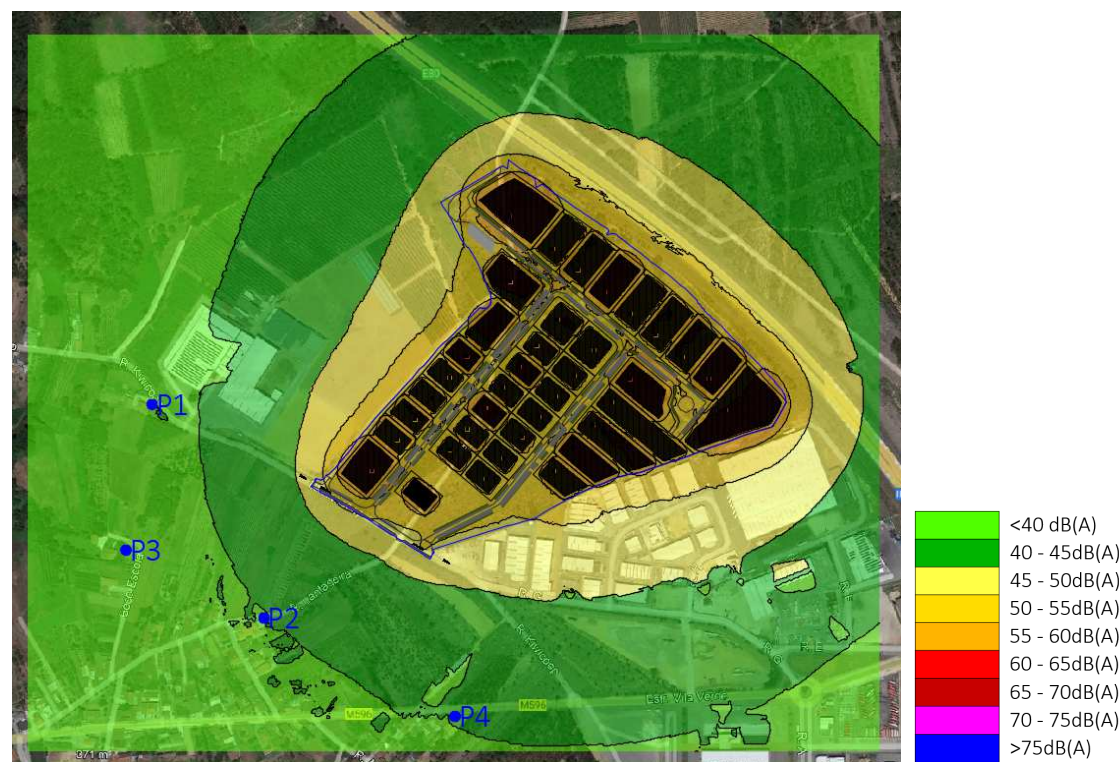 E80
P1
P3
P2
P4
M596
M596
371 m
<40 dB(A)
40 - 45dB(A)
45 - 50dB(A)
50 - 55dB(A)
55 - 60dB(A)
60 - 65dB(A)
65 - 70dB(A)
70 - 75dB(A)
>75dB(A)